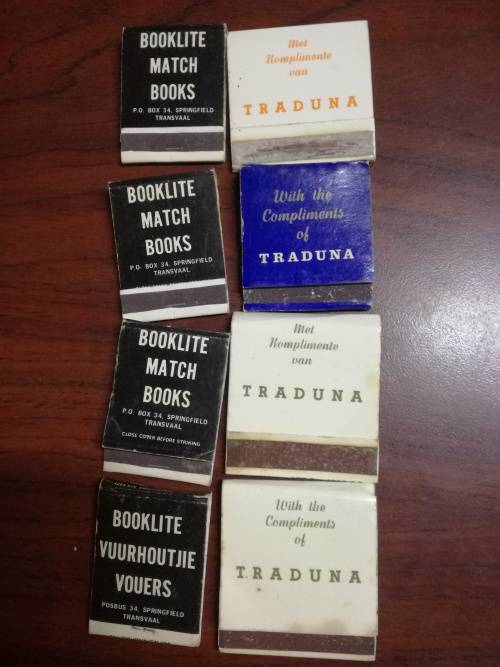 BOOKLITE
MATCH
BOOKS
P.O. BOX 34, SPRINGFIELD
TRANSVAAL
Met
Komplimente
van
TRADUNA
BOOKLITE
MATCH
BOOKS
P.O. BOX 34, SPRINGFIELD
TRANSVAAL
With the
Compliments
of
TRADUNA
BOOKLITE
MATCH
BOOKS
P.O. BOX 34, SPRINGFIELD
TRANSVAAL
CLOSE COVER BEFORE STRIKING
Met
Komplimente
van
TRADUNA
BOOKLITE
VUURHOUTJIE
VOUERS
POSBUS 34, SPRINGFIELD
TRANSVAAL
With the
Compliments
of
TRADUNA